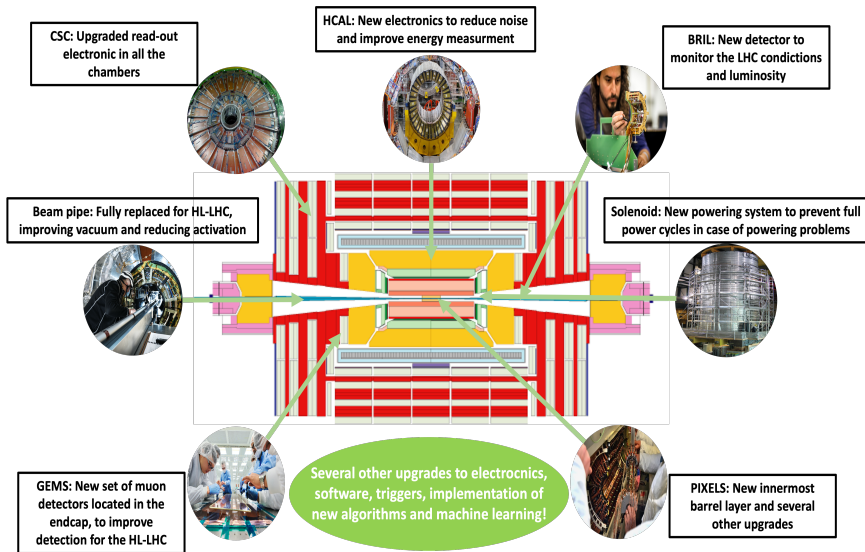 CSC: Upgraded read-out
electronic in all the
chambers
HCAL: New electronics to reduce noise
and improve energy measurment
BRIL: New detector to
monitor the LHC condictions
and luminosity
Beam pipe: Fully replaced for HL-LHC,
improving vacuum and reducing activation
Solenoid: New powering system to prevent full
power cycles in case of powering problems
GEMS: New set of muon
detectors located in the
endcap, to improve
detection for the HL-LHC
Several other upgrades to electrocnics,
software, triggers, implementation of
new algorithms and machine learning!
PIXELS: New innermost
barrel layer and several
other upgrades